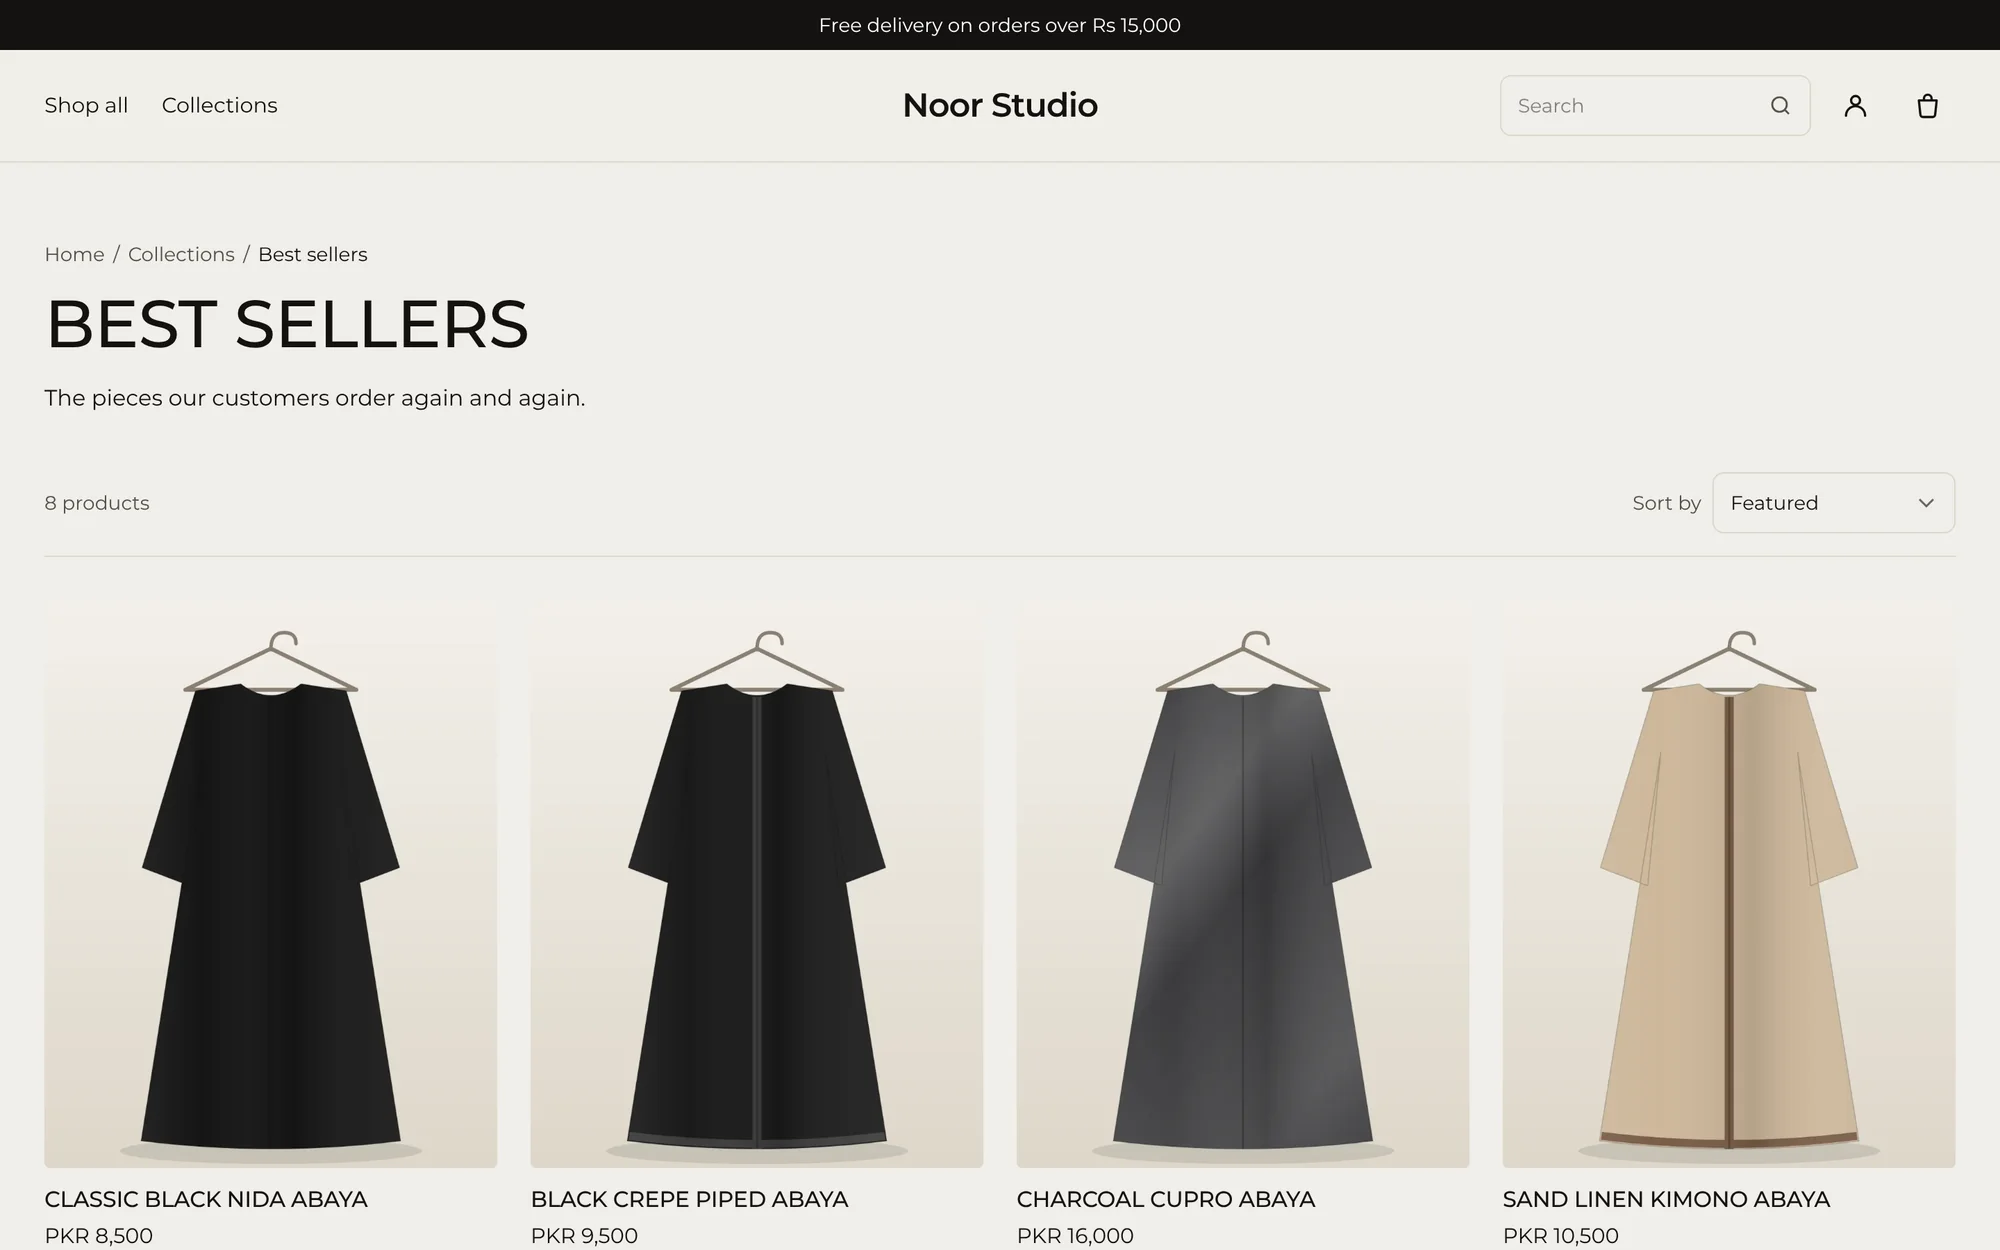 Free delivery on orders over Rs 15,000
Shop all
Collections
Noor Studio
Search
Home / Collections / Best sellers
BEST SELLERS
The pieces our customers order again and again.
8 products
Sort by
Featured
CLASSIC BLACK NIDA ABAYA
PKR 8,500
BLACK CREPE PIPED ABAYA
PKR 9,500
CHARCOAL CUPRO ABAYA
PKR 16,000
SAND LINEN KIMONO ABAYA
PKR 10,500